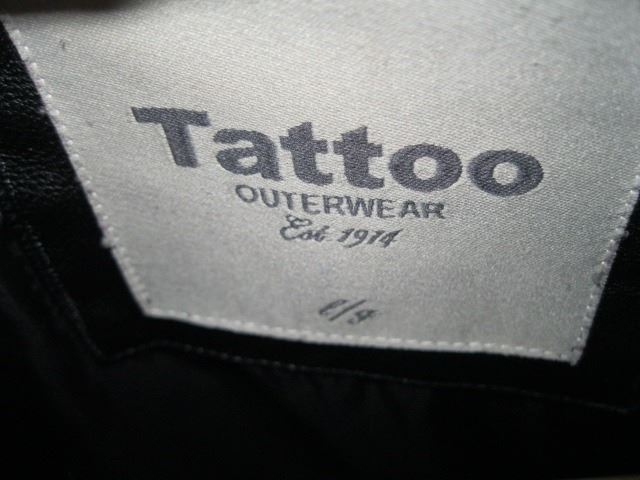 Tattoo
OUTERWEAR
Est 1914
l/g